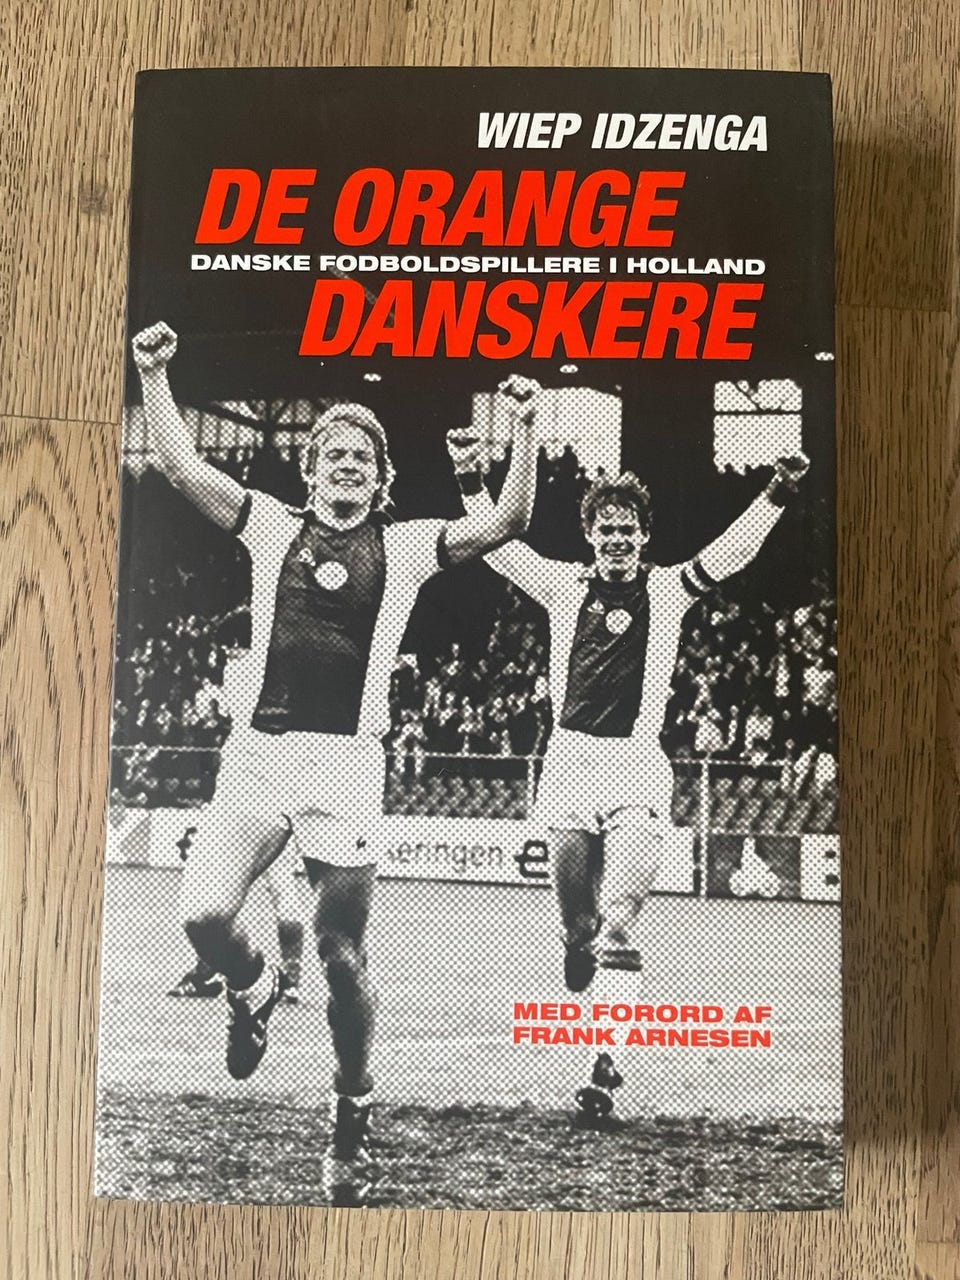 WIEP IDZENGA
DE ORANGE
DANSKE FODBOLDSPILLERE I HOLLAND
DANSKERE
MED FORORD AF
FRANK ARNESEN